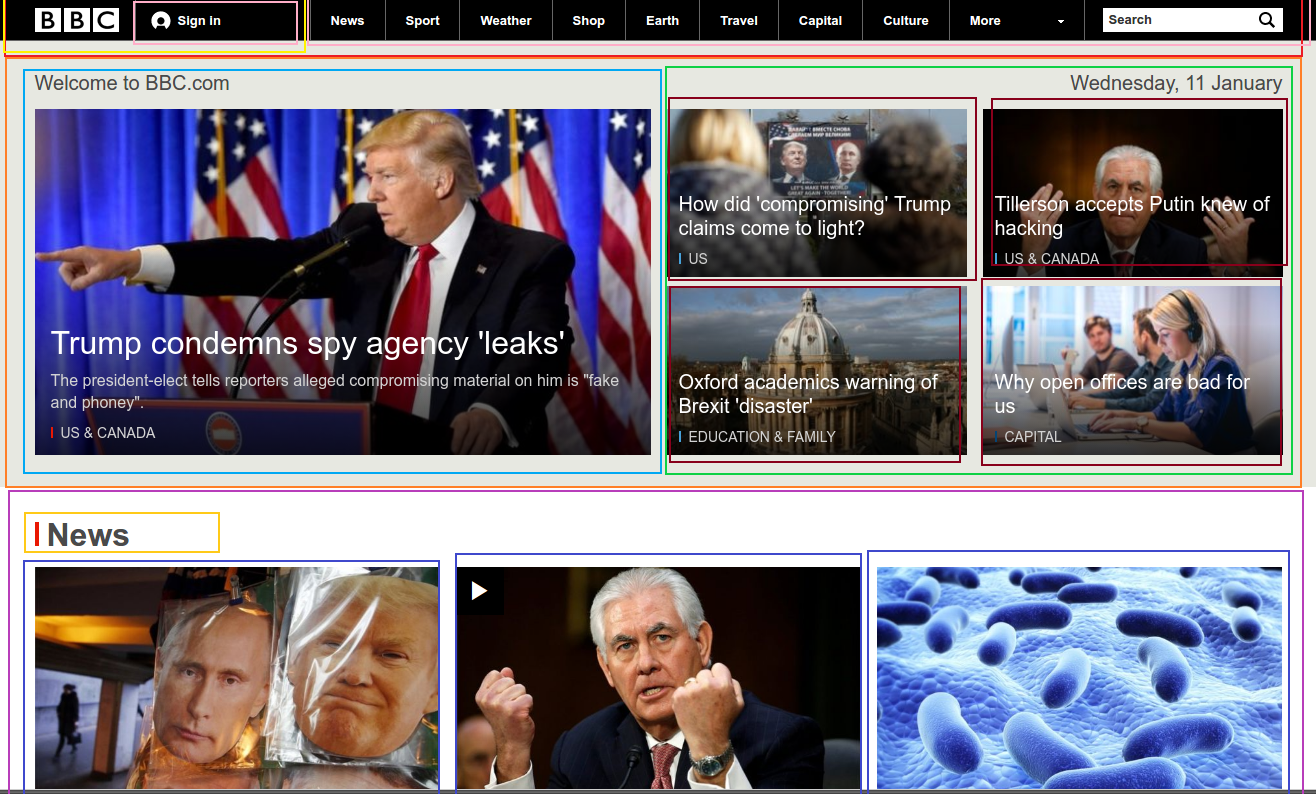 BBC Sign in News Sport Weather Shop Earth Travel Capital Culture More Search
Welcome to BBC.com
Wednesday, 11 January
Trump condemns spy agency 'leaks'
The president-elect tells reporters alleged compromising material on him is "fake
and phoney".
US & CANADA
How did 'compromising' Trump
claims come to light?
US
Tillerson accepts Putin knew of
hacking
US & CANADA
Oxford academics warning of
Brexit 'disaster'
EDUCATION & FAMILY
Why open offices are bad for
us
CAPITAL
News